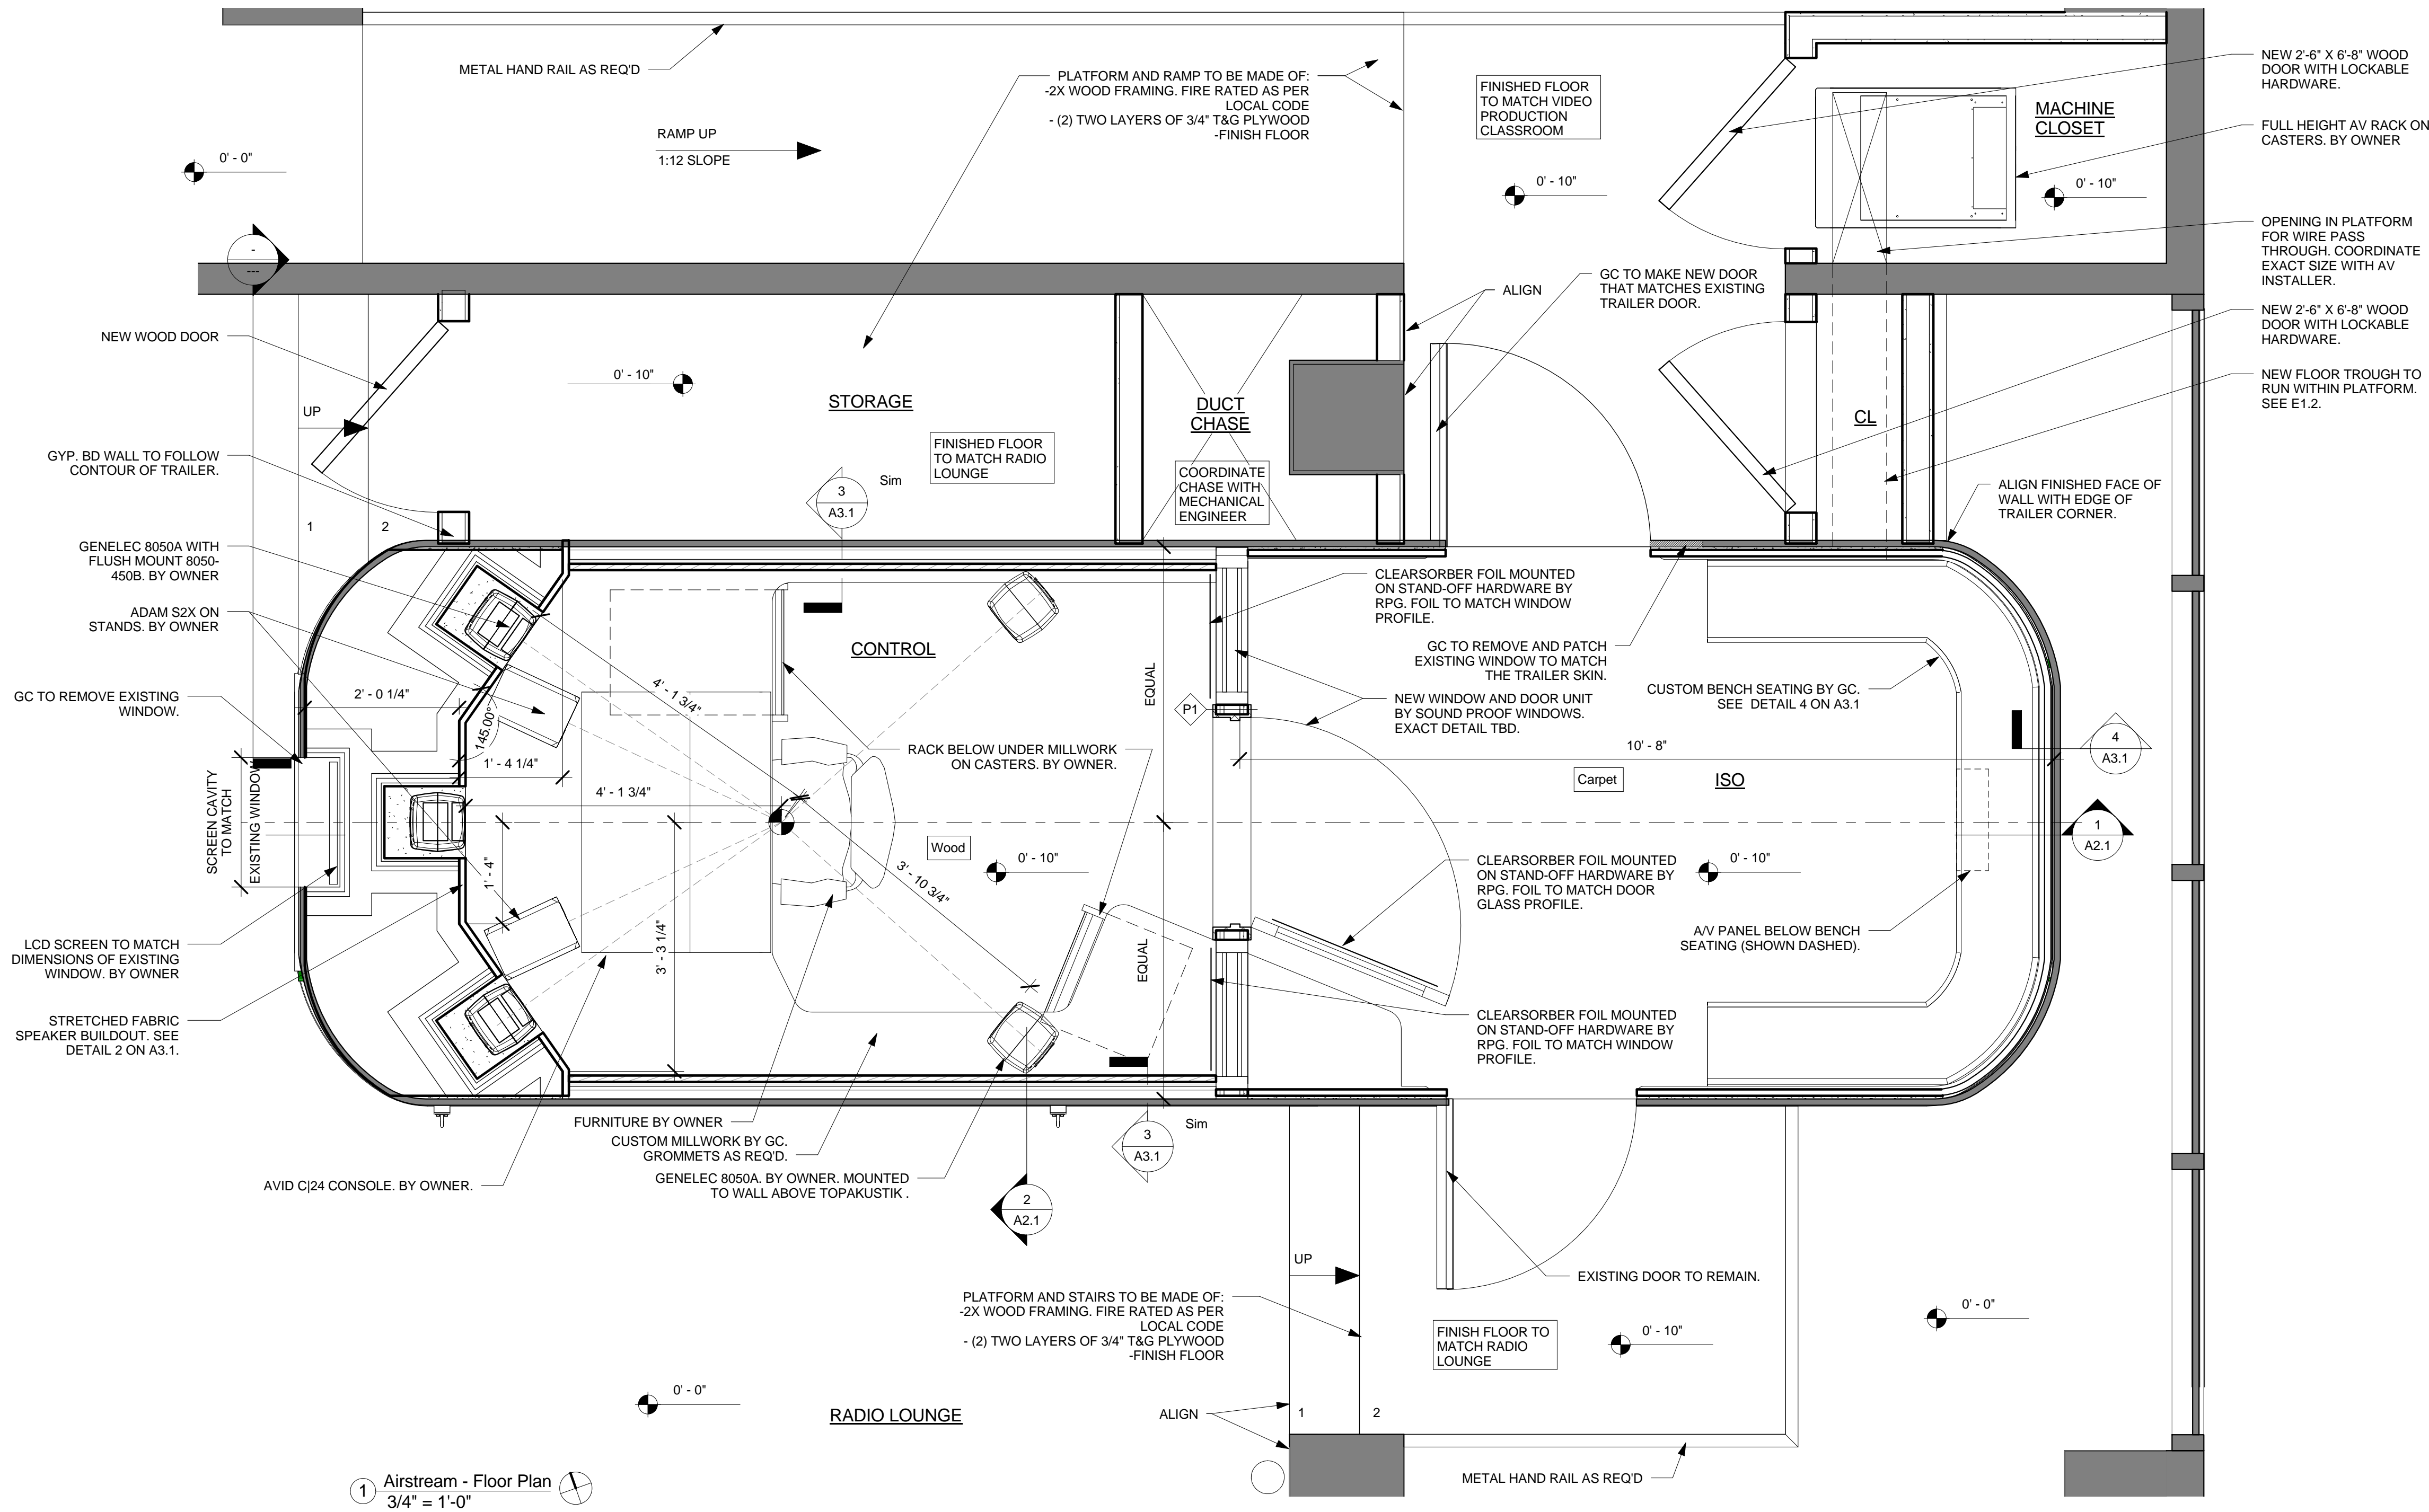 METAL HAND RAIL AS REQ'D
PLATFORM AND RAMP TO BE MADE OF:
-2X WOOD FRAMING. FIRE RATED AS PER
LOCAL CODE
- (2) TWO LAYERS OF 3/4" T&G PLYWOOD
-FINISH FLOOR
RAMP UP
1:12 SLOPE
0' - 0"
FINISHED FLOOR
TO MATCH VIDEO
PRODUCTION
CLASSROOM
0' - 10"
MACHINE
CLOSET
0' - 10"
NEW 2'-6" X 6'-8" WOOD
DOOR WITH LOCKABLE
HARDWARE.
FULL HEIGHT AV RACK ON
CASTERS. BY OWNER
OPENING IN PLATFORM
FOR WIRE PASS
THROUGH. COORDINATE
EXACT SIZE WITH AV
INSTALLER.
NEW 2'-6" X 6'-8" WOOD
DOOR WITH LOCKABLE
HARDWARE.
NEW FLOOR TROUGH TO
RUN WITHIN PLATFORM.
SEE E1.2.
-
---
NEW WOOD DOOR
UP
GYP. BD WALL TO FOLLOW
CONTOUR OF TRAILER.
1
2
0' - 10"
STORAGE
FINISHED FLOOR
TO MATCH RADIO
LOUNGE
3
A3.1
Sim
DUCT
CHASE
COORDINATE
CHASE WITH
MECHANICAL
ENGINEER
ALIGN
GC TO MAKE NEW DOOR
THAT MATCHES EXISTING
TRAILER DOOR.
CL
ALIGN FINISHED FACE OF
WALL WITH EDGE OF
TRAILER CORNER.
GENELEC 8050A WITH
FLUSH MOUNT 8050-
450B. BY OWNER
ADAM S2X ON
STANDS. BY OWNER
GC TO REMOVE EXISTING
WINDOW.
SCREEN CAVITY
TO MATCH
EXISTING WINDOW
LCD SCREEN TO MATCH
DIMENSIONS OF EXISTING
WINDOW. BY OWNER
STRETCHED FABRIC
SPEAKER BUILDOUT. SEE
DETAIL 2 ON A3.1.
2' - 0 1/4"
145.00°
1' - 4 1/4"
4' - 1 3/4"
4' - 1 3/4"
1' - 4"
3' - 3 1/4"
3' - 10 3/4"
CONTROL
RACK BELOW UNDER MILLWORK
ON CASTERS. BY OWNER.
Wood
0' - 10"
EQUAL
EQUAL
P1
CLEARSORBER FOIL MOUNTED
ON STAND-OFF HARDWARE BY
RPG. FOIL TO MATCH WINDOW
PROFILE.
GC TO REMOVE AND PATCH
EXISTING WINDOW TO MATCH
THE TRAILER SKIN.
NEW WINDOW AND DOOR UNIT
BY SOUND PROOF WINDOWS.
EXACT DETAIL TBD.
CUSTOM BENCH SEATING BY GC.
SEE DETAIL 4 ON A3.1
10' - 8"
Carpet
ISO
4
A3.1
1
A2.1
CLEARSORBER FOIL MOUNTED
ON STAND-OFF HARDWARE BY
RPG. FOIL TO MATCH DOOR
GLASS PROFILE.
0' - 10"
A/V PANEL BELOW BENCH
SEATING (SHOWN DASHED).
CLEARSORBER FOIL MOUNTED
ON STAND-OFF HARDWARE BY
RPG. FOIL TO MATCH WINDOW
PROFILE.
FURNITURE BY OWNER
CUSTOM MILLWORK BY GC.
GROMMETS AS REQ'D.
GENELEC 8050A. BY OWNER. MOUNTED
TO WALL ABOVE TOPAKUSTIK .
AVID C|24 CONSOLE. BY OWNER.
3
A3.1
Sim
2
A2.1
UP
EXISTING DOOR TO REMAIN.
PLATFORM AND STAIRS TO BE MADE OF:
-2X WOOD FRAMING. FIRE RATED AS PER
LOCAL CODE
- (2) TWO LAYERS OF 3/4" T&G PLYWOOD
-FINISH FLOOR
FINISH FLOOR TO
MATCH RADIO
LOUNGE
0' - 10"
0' - 0"
0' - 0"
RADIO LOUNGE
ALIGN
1
2
METAL HAND RAIL AS REQ'D
1
Airstream - Floor Plan
3/4" = 1'-0"